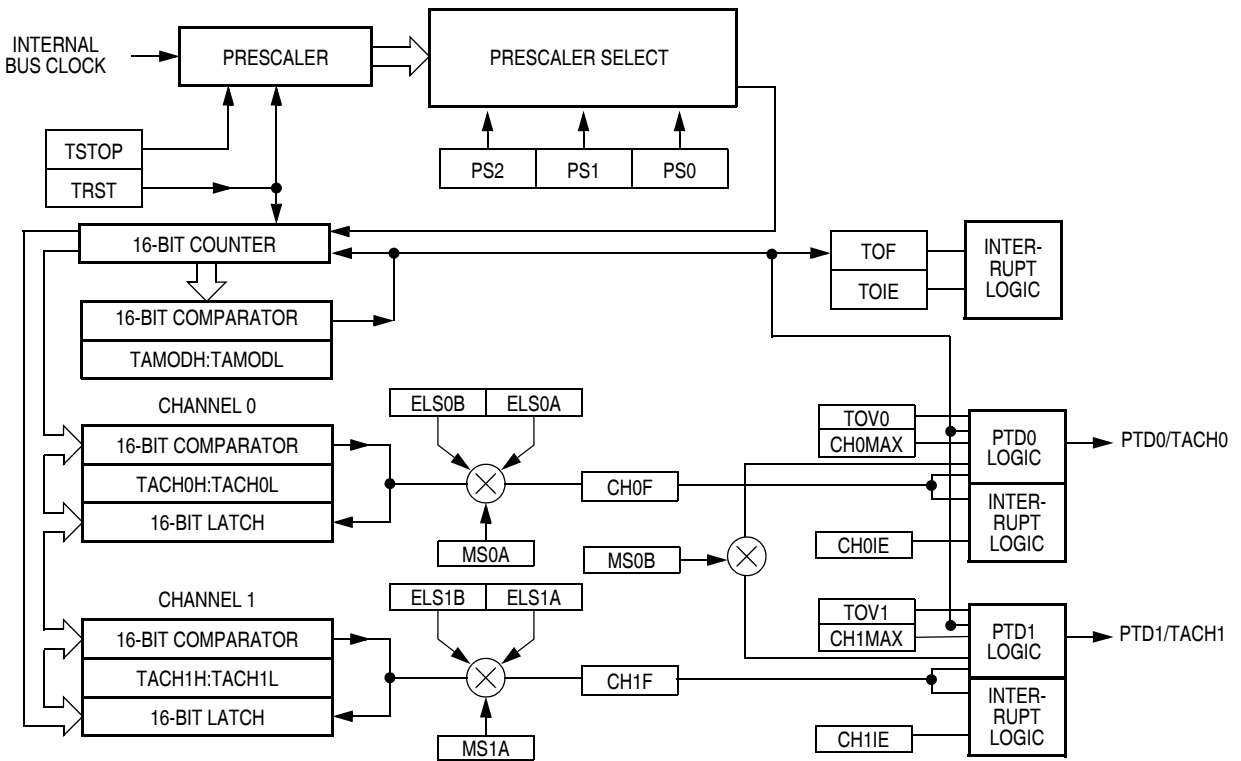 INTERNAL
BUS CLOCK
PRESCALER
PRESCALER SELECT
TSTOP
TRST
PS2
PS1
PS0
16-BIT COUNTER
TOF
TOIE
INTER-
RUPT
LOGIC
16-BIT COMPARATOR
TAMODH:TAMODL
CHANNEL 0
ELS0B
ELS0A
16-BIT COMPARATOR
TACH0H:TACH0L
16-BIT LATCH
MS0A
CH0F
MS0B
TOV0
CH0MAX
PTD0
LOGIC
PTD0/TACH0
INTER-
RUPT
LOGIC
CH0IE
CHANNEL 1
ELS1B
ELS1A
16-BIT COMPARATOR
TACH1H:TACH1L
16-BIT LATCH
MS1A
CH1F
TOV1
CH1MAX
PTD1
LOGIC
PTD1/TACH1
INTER-
RUPT
LOGIC
CH1IE